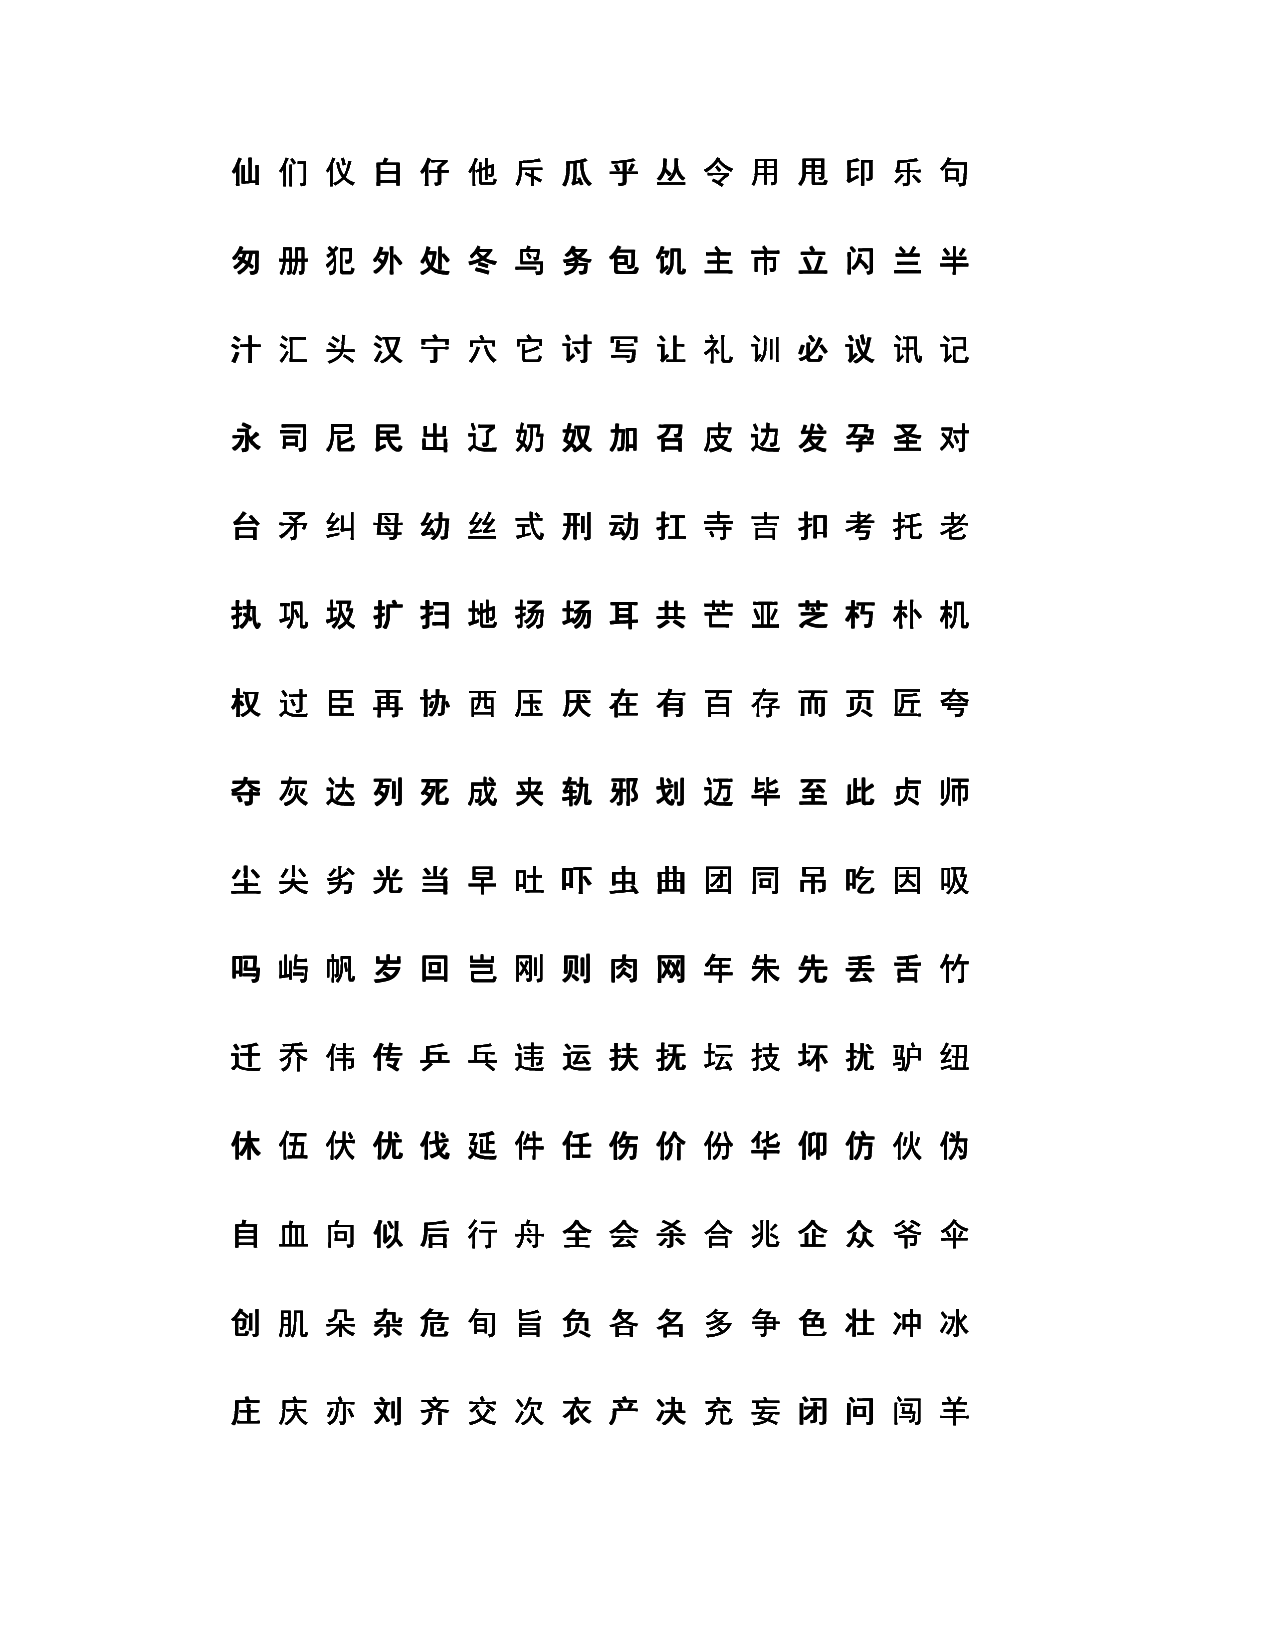 仙 们 仪 白 仔 他 斥 瓜 乎 丛 令 用 甩 印 乐 句
匆 册 犯 外 处 冬 鸟 务 包 饥 主 市 立 闪 兰 半
汁 汇 头 汉 宁 穴 它 讨 写 让 礼 训 必 议 讯 记
永 司 尼 民 出 辽 奶 奴 加 召 皮 边 发 孕 圣 对
台 矛 纠 母 幼 丝 式 刑 动 扛 寺 吉 扣 考 托 老
执 巩 圾 扩 扫 地 扬 场 耳 共 芒 亚 芝 朽 朴 机
权 过 臣 再 协 西 压 厌 在 有 百 存 而 页 匠 夸
夺 灰 达 列 死 成 夹 轨 邪 划 迈 毕 至 此 贞 师
尘 尖 劣 光 当 早 吐 吓 虫 曲 团 同 吊 吃 因 吸
吗 屿 帆 岁 回 岂 刚 则 肉 网 年 朱 先 丢 舌 竹
迁 乔 伟 传 乒 乓 违 运 扶 抚 坛 技 坏 扰 驴 纽
休 伍 伏 优 伐 延 件 任 伤 价 份 华 仰 仿 伙 伪
自 血 向 似 后 行 舟 全 会 杀 合 兆 企 众 爷 伞
创 肌 朵 杂 危 旬 旨 负 各 名 多 争 色 壮 冲 冰
庄 庆 亦 刘 齐 交 次 衣 产 决 充 妄 闭 问 闯 羊